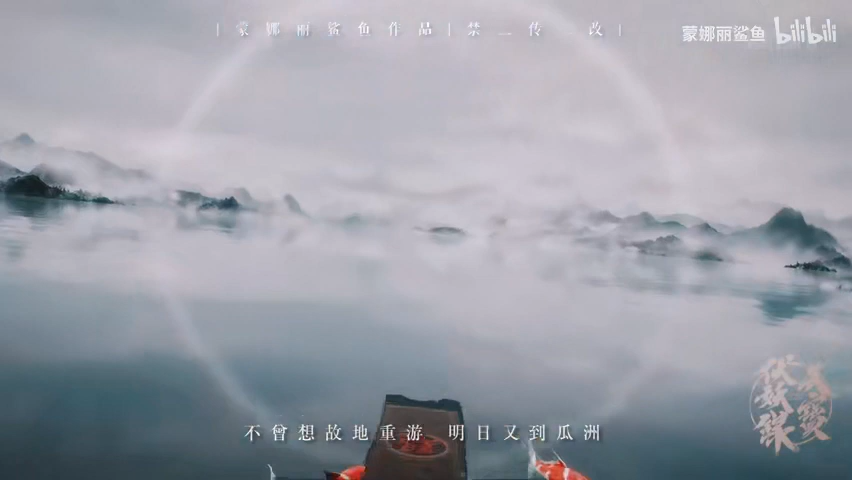 |蒙娜丽鲨鱼作品|禁二传 改|
蒙娜丽鲨鱼 bilibili
不曾想故地重游 明日又到瓜洲